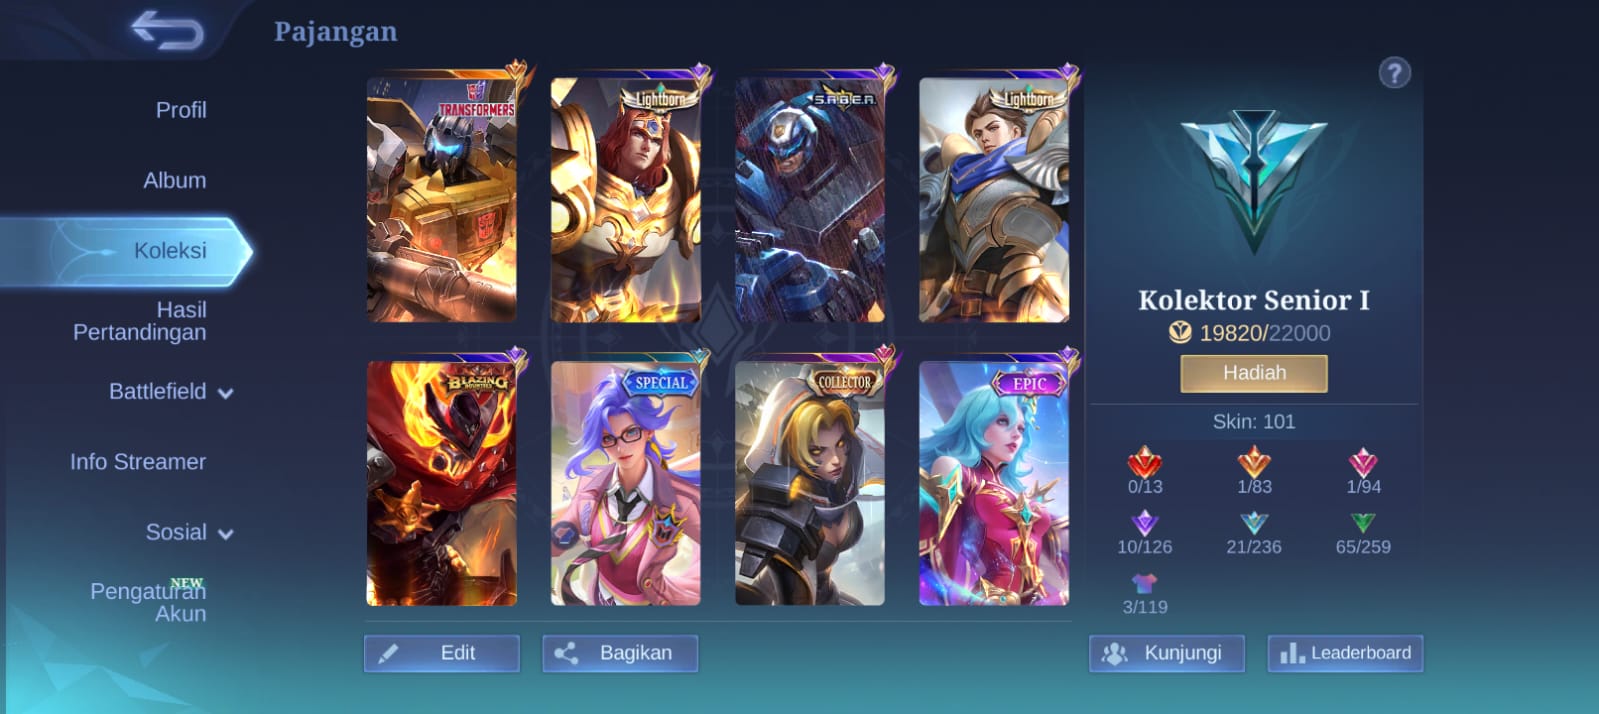 Pajangan
Profil
Album
Koleksi
Hasil
Pertandingan
Battlefield
Info Streamer
Sosial
NEW
Pengaturan
Akun
TRANSFORMERS
Lightborn
S.A.B.E.R.
Lightborn
BLAZING
SPECIAL
COLLECTOR
EPIC
Edit
Bagikan
?
Kolektor Senior I
19820/22000
Hadiah
Skin: 101
0/13
1/83
1/94
10/126
21/236
65/259
3/119
Kunjungi
Leaderboard